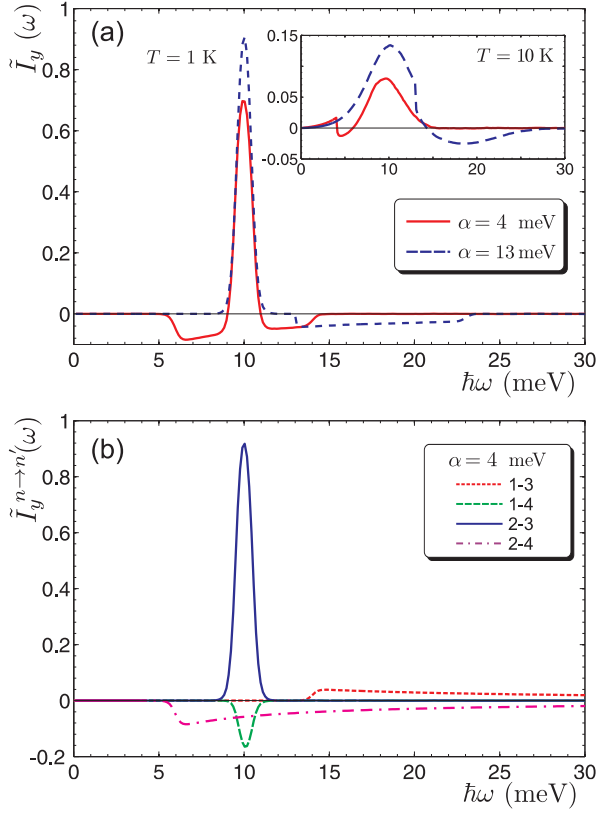 (a)
T = 1 K
T = 10 K
Ĩ_y (ω)
1
0.8
0.6
0.4
0.2
0
0.15
0.10
0.05
0
-0.05
0 10 20 30
α = 4 meV
α = 13 meV
0 5 10 15 20 25 30
ħω (meV)
(b)
Ĩ_y^{n→n′}(ω)
1
0.8
0.6
0.4
0.2
0
-0.2
α = 4 meV
1-3
1-4
2-3
2-4
0 5 10 15 20 25 30
ħω (meV)